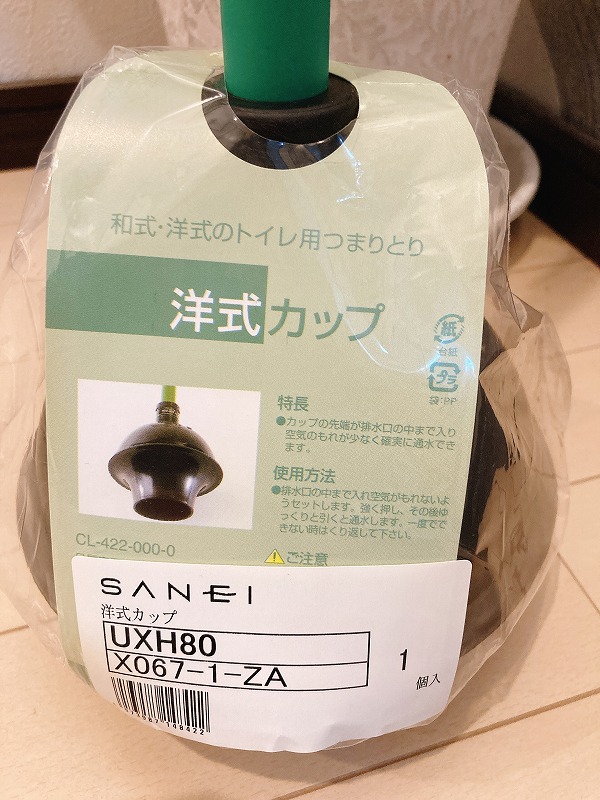 和式・洋式のトイレ用つまりとり
洋式カップ
紙
台紙
プラ
袋:PP
特長
●カップの先端が排水口の中まで入り
空気のもれが少なく確実に通水でき
ます。
使用方法
●排水口の中まで入れ空気がもれないよ
うセットします。強く押し、その後ゆ
っくりと引くと通水します。一度でで
きない時はくり返して下さい。
CL-422-000-0
ご注意
SANEI
洋式カップ
UXH80
X067-1-ZA
1
個入